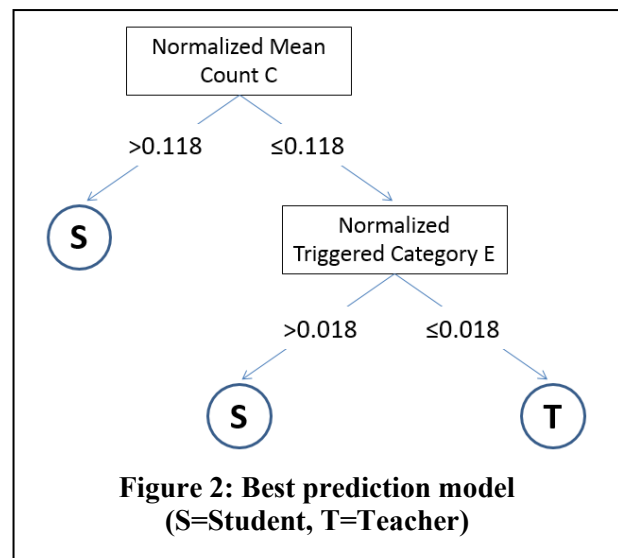 Normalized Mean
Count C
>0.118
≤0.118
S
Normalized
Triggered Category E
>0.018
≤0.018
S
T
Figure 2: Best prediction model
(S=Student, T=Teacher)